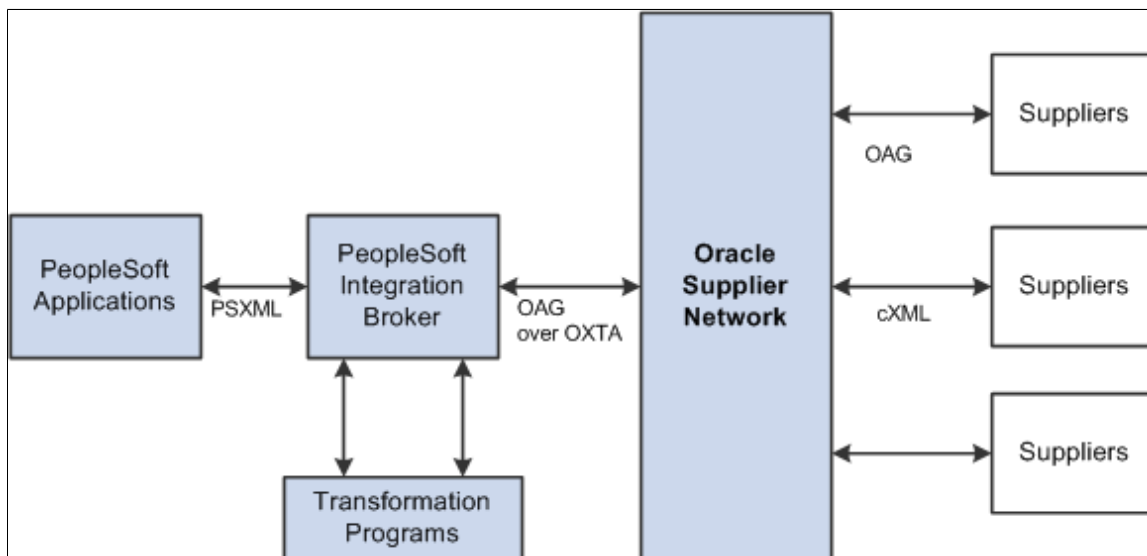 PeopleSoft
Applications
PSXML
PeopleSoft
Integration
Broker
OAG
over OXTA
Transformation
Programs
Oracle
Supplier
Network
OAG
Suppliers
cXML
Suppliers
Suppliers